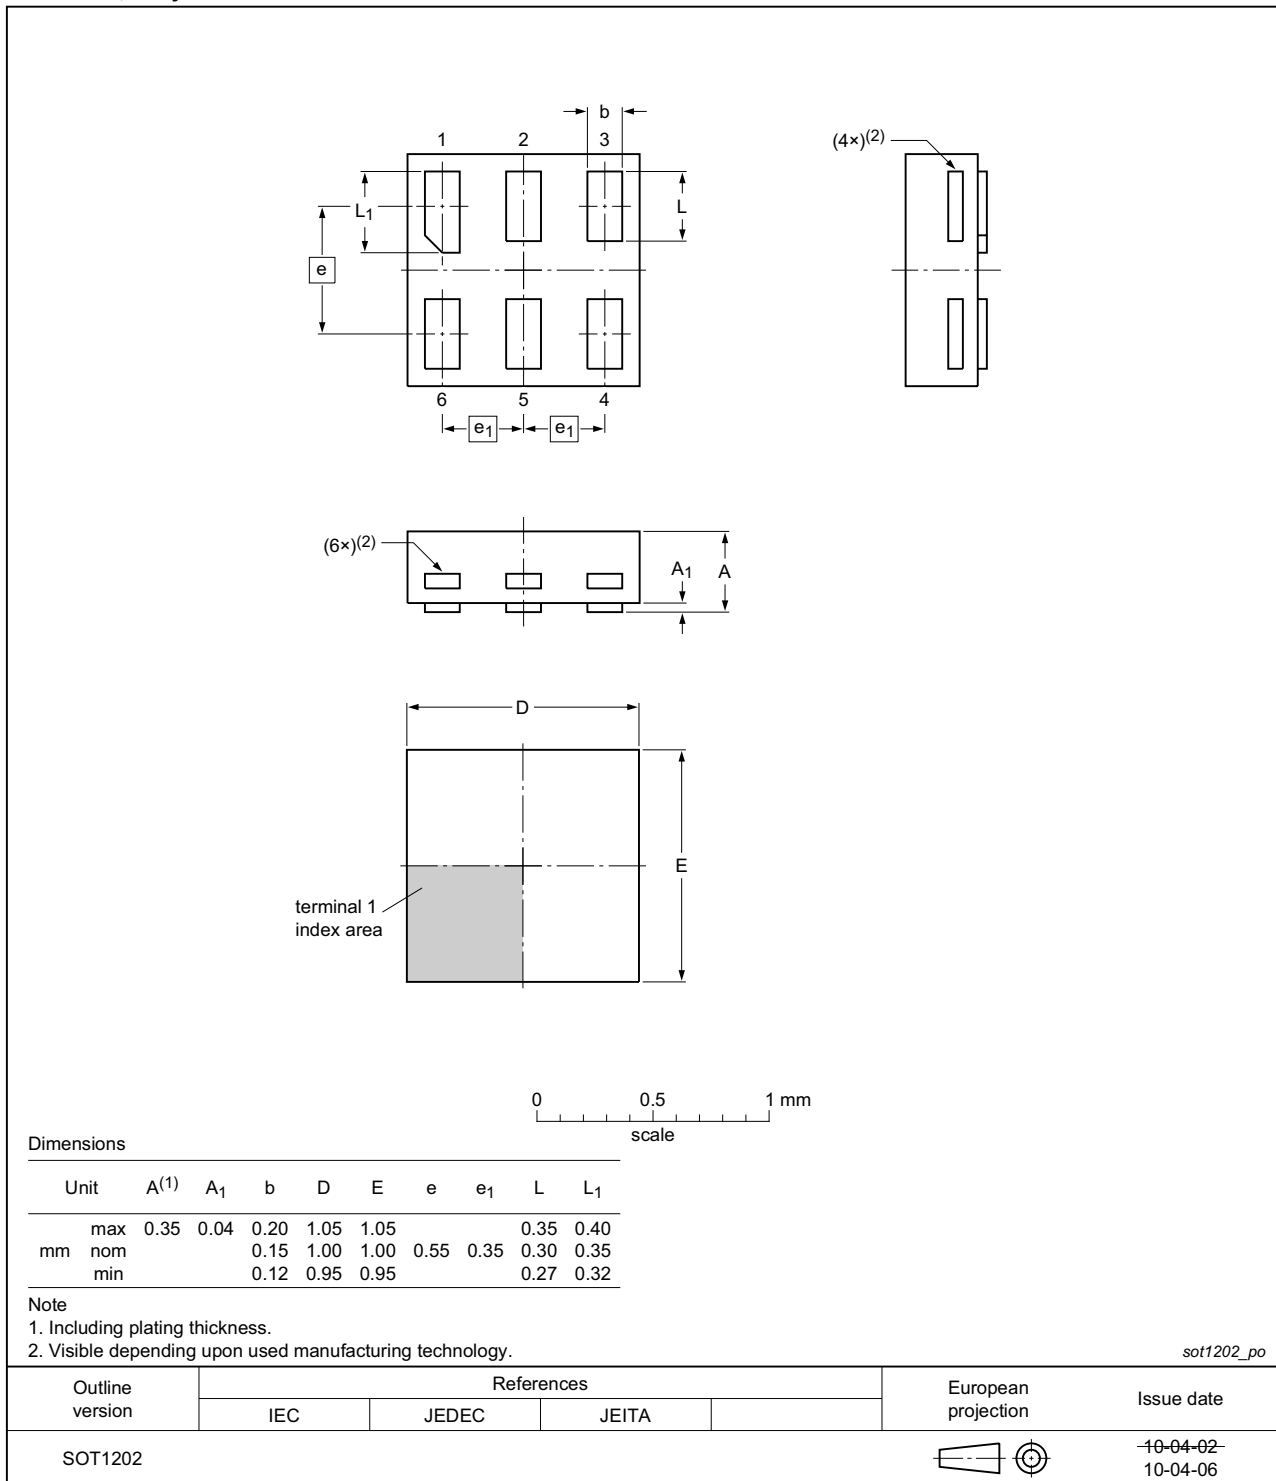 b
1 2 3
(4×)(2)
L1
L
e
6 5 4
e1 e1
(6×)(2)
A1 A
D
E
terminal 1
index area
0 0.5 1 mm
scale
Dimensions
Unit A(1) A1 b D E e e1 L L1
max 0.35 0.04 0.20 1.05 1.05 0.35 0.40
mm nom 0.15 1.00 1.00 0.55 0.35 0.30 0.35
min 0.12 0.95 0.95 0.27 0.32
Note
1. Including plating thickness.
2. Visible depending upon used manufacturing technology.
sot1202_po
Outline
version
References
IEC JEDEC JEITA
European
projection
Issue date
SOT1202
10-04-02
10-04-06